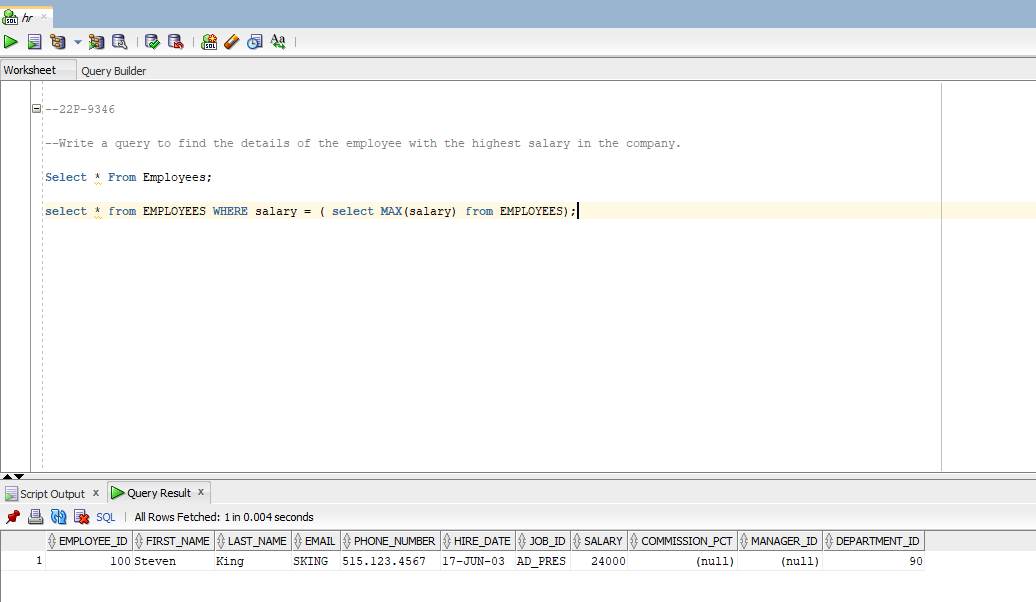 hr
Worksheet Query Builder
--22P-9346
--Write a query to find the details of the employee with the highest salary in the company.
Select * From Employees;
select * from EMPLOYEES WHERE salary = ( select MAX(salary) from EMPLOYEES);
Script Output x Query Result x
SQL | All Rows Fetched: 1 in 0.004 seconds
EMPLOYEE_ID FIRST_NAME LAST_NAME EMAIL PHONE_NUMBER HIRE_DATE JOB_ID SALARY COMMISSION_PCT MANAGER_ID DEPARTMENT_ID
1 100 Steven King SKING 515.123.4567 17-JUN-03 AD_PRES 24000 (null) (null) 90